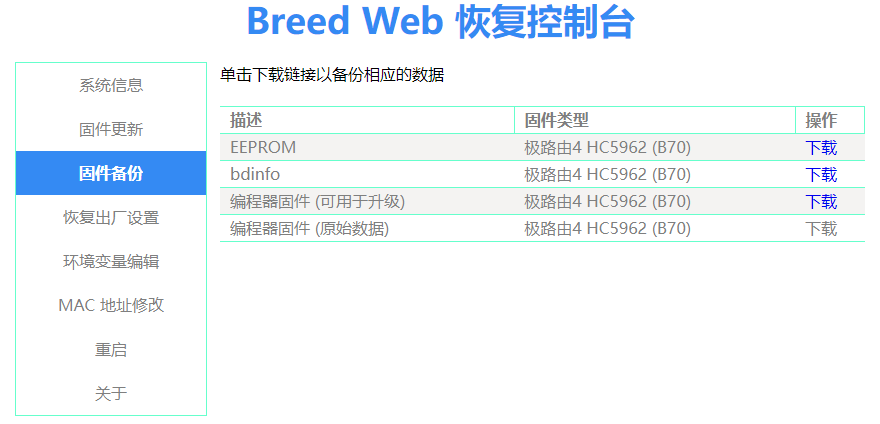 Breed Web 恢复控制台
系统信息
固件更新
固件备份
恢复出厂设置
环境变量编辑
MAC 地址修改
重启
关于
单击下载链接以备份相应的数据
描述 固件类型 操作
EEPROM 极路由4 HC5962 (B70) 下载
bdinfo 极路由4 HC5962 (B70) 下载
编程器固件 (可用于升级) 极路由4 HC5962 (B70) 下载
编程器固件 (原始数据) 极路由4 HC5962 (B70) 下载